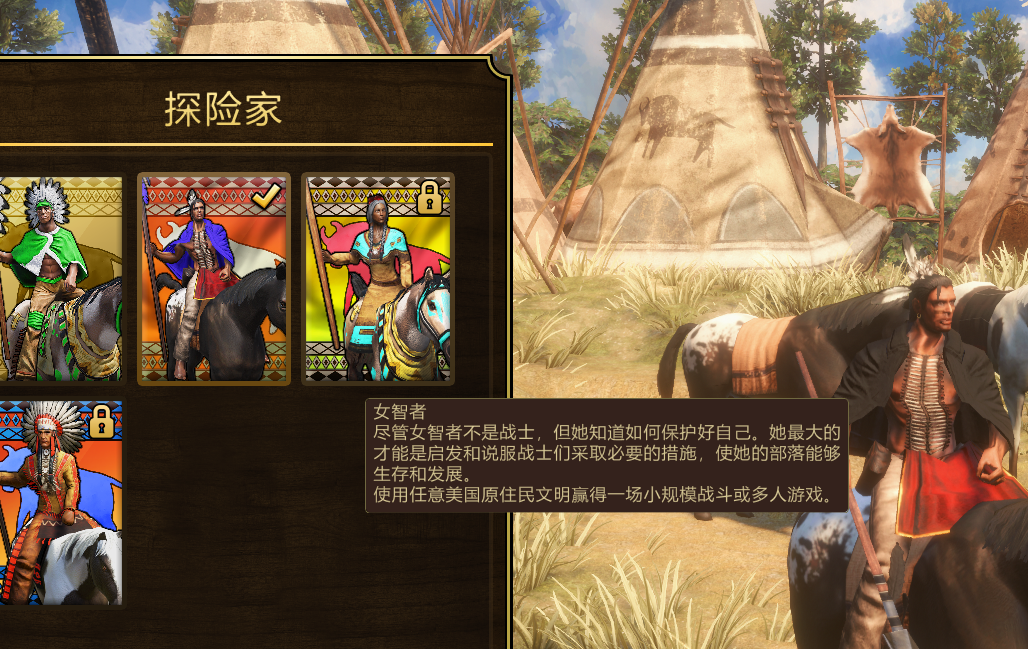 探险家
女智者
尽管女智者不是战士，但她知道如何保护好自己。她最大的
才能是启发和说服战士们采取必要的措施，使她的部落能够
生存和发展。
使用任意美国原住民文明赢得一场小规模战斗或多人游戏。